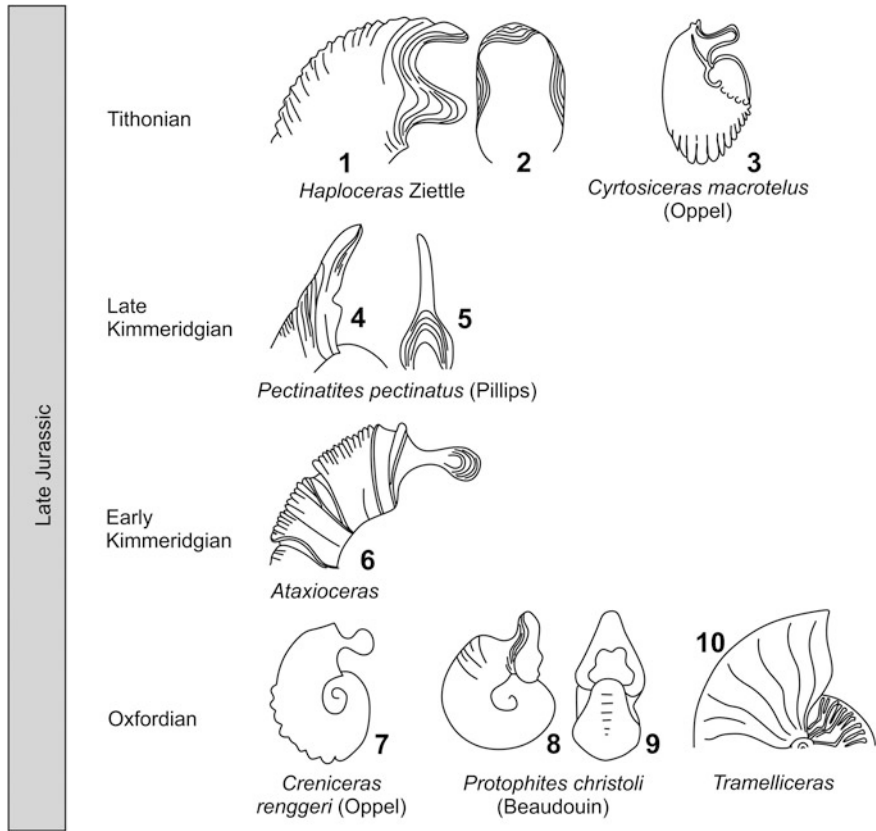 Late Jurassic
Tithonian
1
2
3
Haploceras Ziettle
Cyrtosiceras macrotelus
(Oppel)
Late
Kimmeridgian
4
5
Pectinatites pectinatus (Pillips)
Early
Kimmeridgian
6
Ataxioceras
Oxfordian
7
8
9
10
Creniceras
renggeri (Oppel)
Protophites christoli
(Beaudouin)
Tramelliceras